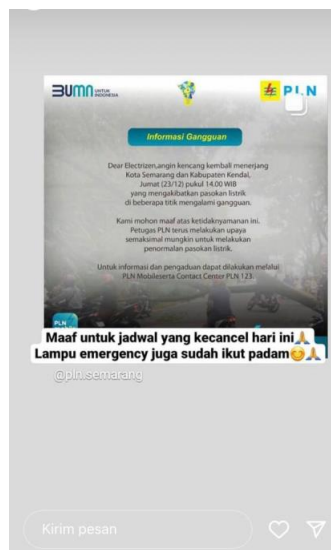 BUMN UNTUK
INDONESIA
PLN
Informasi Gangguan
Dear Electrizen,angin kencang kembali menerjang
Kota Semarang dan Kabupaten Kendal,
Jumat (23/12) pukul 14.00 WIB
yang mengakibatkan pasokan listrik
di beberapa titik mengalami gangguan.
Kami mohon maaf atas ketidaknyamanan ini.
Petugas PLN terus melakukan upaya
semaksimal mungkin untuk melakukan
penormalan pasokan listrik.
Untuk informasi dan pengaduan dapat dilakukan melalui
PLN Mobileserta Contact Center PLN 123.
PLN
Maaf untuk jadwal yang kecancel hari ini🙏
Lampu emergency juga sudah ikut padam😊🙏
@pln.semarang
Kirim pesan